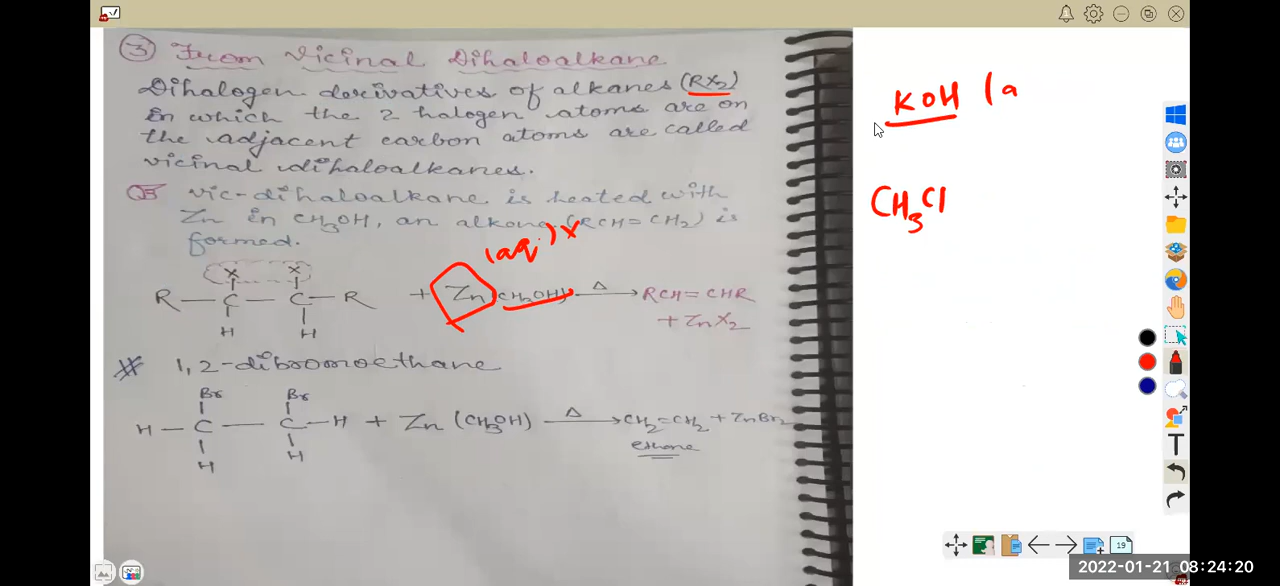 ③ From Vicinal Dihaloalkane
Dihalogen derivatives of alkanes (RX2)
in which the 2 halogen atoms are on
the adjacent carbon atoms are called
vicinal dihaloalkanes.
vic-dihaloalkane is heated with
Zn in CH3OH, an alkene (RCH=CH2) is
formed.
(aq.) X
X X
R — C — C — R + Zn (CH3OH) Δ → RCH = CHR
H H + ZnX2
# 1,2-dibromoethane
Br Br
H — C — C — H + Zn (CH3OH) Δ → CH2=CH2 + ZnBr2
H H ethene
KOH (a
CH3Cl
T
19
2022-01-21 08:24:20